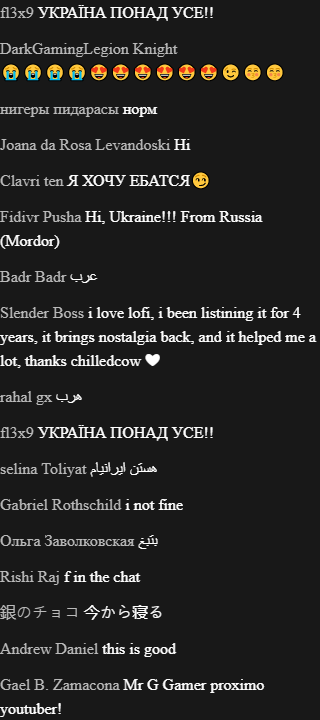 fl3x9 УКРАЇНА ПОНАД УСЕ!!
DarkGamingLegion Knight
😭😭😭😭😍😍😍😍😍😍😉😊😊
нигеры пидарасы норм
Joana da Rosa Levandoski Hi
Clavri ten Я ХОЧУ ЕБАТСЯ😏
Fidivr Pusha Hi, Ukraine!!! From Russia
(Mordor)
Badr Badr عرب
Slender Boss i love lofi, i been listining it for 4
years, it brings nostalgia back, and it helped me a
lot, thanks chilledcow 🤍
rahal gx هرب
fl3x9 УКРАЇНА ПОНАД УСЕ!!
selina Toliyat هستن ایرانیام
Gabriel Rothschild i not fine
Ольга Заволковская بتبغ
Rishi Raj f in the chat
銀のチョコ 今から寝る
Andrew Daniel this is good
Gael B. Zamacona Mr G Gamer proximo
youtuber!